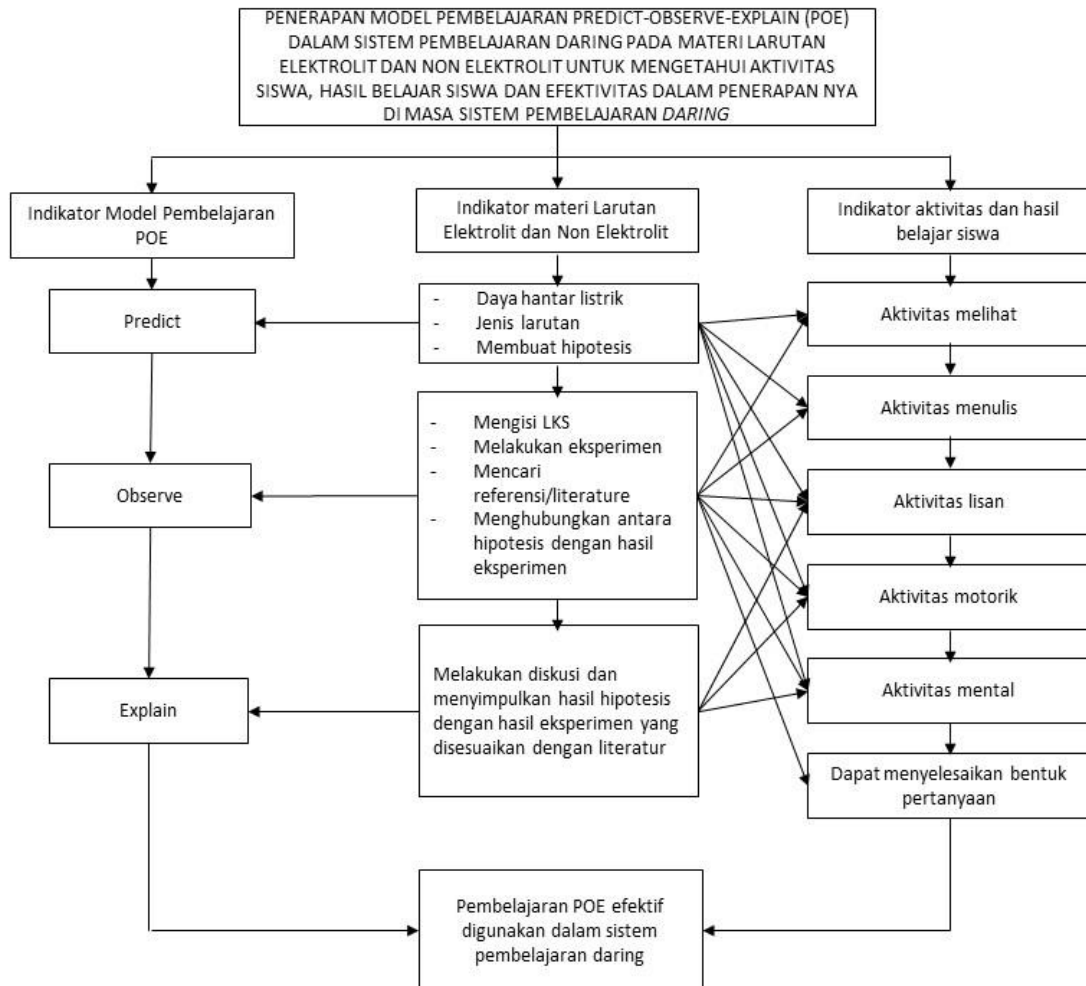 PENERAPAN MODEL PEMBELAJARAN PREDICT-OBSERVE-EXPLAIN (POE)
DALAM SISTEM PEMBELAJARAN DARING PADA MATERI LARUTAN
ELEKTROLIT DAN NON ELEKTROLIT UNTUK MENGETAHUI AKTIVITAS
SISWA, HASIL BELAJAR SISWA DAN EFEKTIVITAS DALAM PENERAPAN NYA
DI MASA SISTEM PEMBELAJARAN DARING
Indikator Model Pembelajaran
POE
Predict
Observe
Explain
Indikator materi Larutan
Elektrolit dan Non Elektrolit
- Daya hantar listrik
- Jenis larutan
- Membuat hipotesis
- Mengisi LKS
- Melakukan eksperimen
- Mencari
referensi/literature
- Menghubungkan antara
hipotesis dengan hasil
eksperimen
Melakukan diskusi dan
menyimpulkan hasil hipotesis
dengan hasil eksperimen yang
disesuaikan dengan literatur
Indikator aktivitas dan hasil
belajar siswa
Aktivitas melihat
Aktivitas menulis
Aktivitas lisan
Aktivitas motorik
Aktivitas mental
Dapat menyelesaikan bentuk
pertanyaan
Pembelajaran POE efektif
digunakan dalam sistem
pembelajaran daring